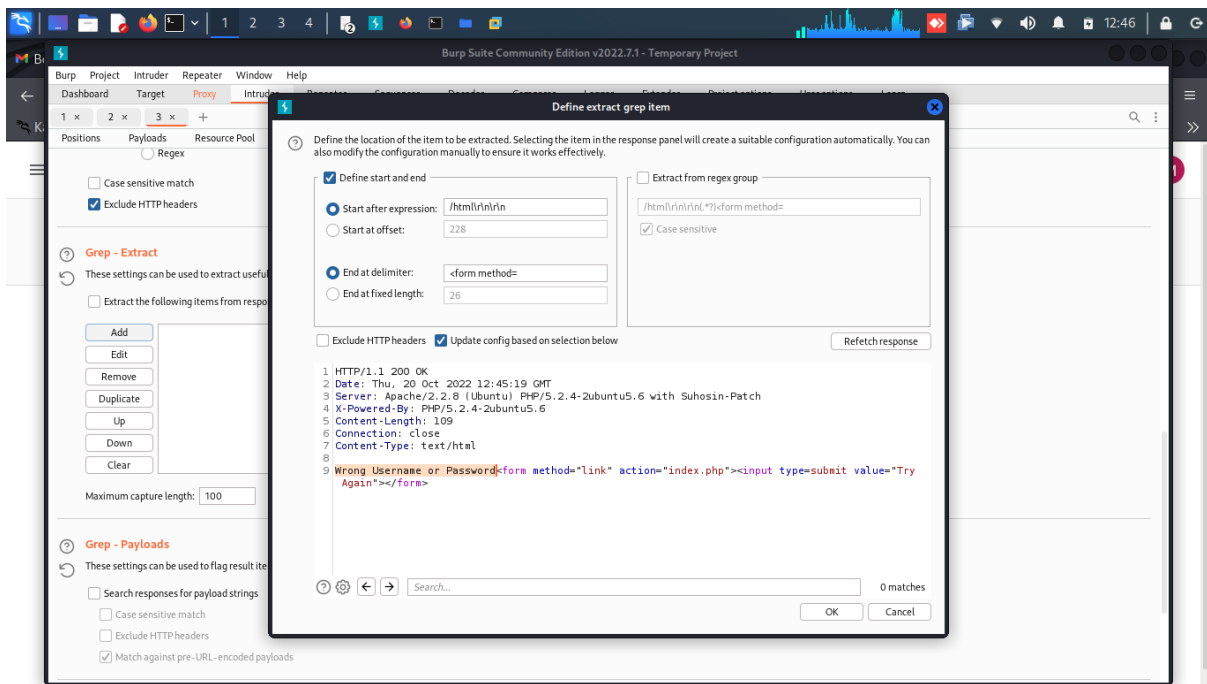 1 2 3 4 12:46
Burp Suite Community Edition v2022.7.1 - Temporary Project
Burp Project Intruder Repeater Window Help
Dashboard Target Proxy
Define extract grep item
1 × 2 × 3 × +
Positions Payloads Resource Pool
Define the location of the item to be extracted. Selecting the item in the response panel will create a suitable configuration automatically. You can
also modify the configuration manually to ensure it works effectively.
Regex
Case sensitive match
Exclude HTTP headers
Define start and end
Extract from regex group
Start after expression: /html\r\n\r\n
/html\r\n\r\n(.*?)<form method=
Start at offset: 228
Case sensitive
Grep - Extract
These settings can be used to extract useful
End at delimiter: <form method=
Extract the following items from respo
End at fixed length: 26
Add
Edit
Remove
Duplicate
Up
Down
Clear
Maximum capture length: 100
Exclude HTTP headers Update config based on selection below Refetch response
1 HTTP/1.1 200 OK
2 Date: Thu, 20 Oct 2022 12:45:19 GMT
3 Server: Apache/2.2.8 (Ubuntu) PHP/5.2.4-2ubuntu5.6 with Suhosin-Patch
4 X-Powered-By: PHP/5.2.4-2ubuntu5.6
5 Content-Length: 109
6 Connection: close
7 Content-Type: text/html
8
9 Wrong Username or Password<form method="link" action="index.php"><input type=submit value="Try
Again"></form>
Search... 0 matches
OK Cancel
Grep - Payloads
These settings can be used to flag result ite
Search responses for payload strings
Case sensitive match
Exclude HTTP headers
Match against pre-URL-encoded payloads